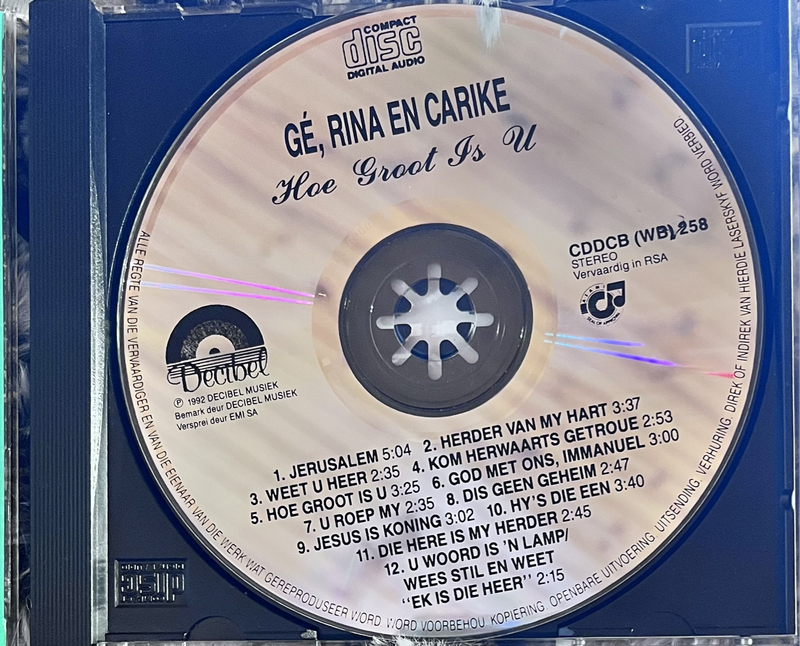 COMPACT
disc
DIGITAL AUDIO
GÉ, RINA EN CARIKE
Hoe Groot Is U
CDDCB (WB) 258
STEREO
Vervaardig in RSA
Decibel
℗ 1992 DECIBEL MUSIEK
Bemark deur DECIBEL MUSIEK
Versprei deur EMI SA
1. JERUSALEM 5:04 2. HERDER VAN MY HART 3:37
3. WEET U HEER 2:35 4. KOM HERWAARTS GETROUE 2:53
5. HOE GROOT IS U 3:25 6. GOD MET ONS, IMMANUEL 3:00
7. U ROEP MY 2:35 8. DIS GEEN GEHEIM 2:47
9. JESUS IS KONING 3:02 10. HY'S DIE EEN 3:40
11. DIE HERE IS MY HERDER 2:45
12. U WOORD IS 'N LAMP/
WEES STIL EN WEET
"EK IS DIE HEER" 2:15
ALLE REGTE VAN DIE VERVAARDIGER EN VAN DIE EIENAAR VAN DIE WERK WAT GEREPRODUSEER WORD, WORD VOORBEHOU. KOPIERING, OPENBARE UITVOERING, UITSENDING, VERHURING, DIREK OF INDIREK VAN HIERDIE LASERSKYF WORD VERBIED.